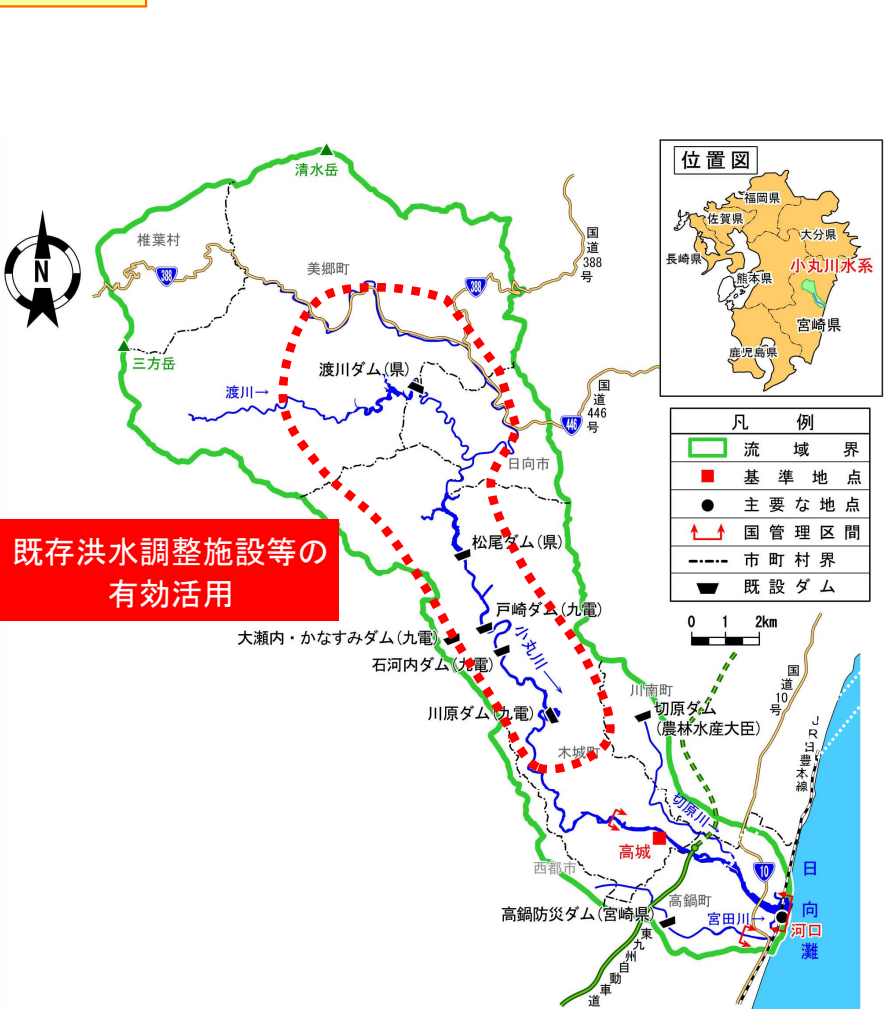 清水岳
椎葉村
美郷町
国道388号
N
388
388
三方岳
渡川→
渡川ダム(県)
国道446号
446
日向市
既存洪水調整施設等の
有効活用
松尾ダム(県)
戸崎ダム(九電)
大瀬内・かなすみダム(九電)
小丸川
石河内ダム(九電)
川原ダム(九電)
木城町
川南町
切原ダム
(農林水産大臣)
国道10号
JR日豊本線
切原川→
高城
西都市
10
高鍋町
高鍋防災ダム(宮崎県)
宮田川→
河口
日向灘
東九州自動車道
位置図
福岡県
佐賀県
大分県
長崎県
熊本県
小丸川水系
宮崎県
鹿児島県
凡例
流域界
基準地点
主要な地点
国管理区間
市町村界
既設ダム
0 1 2km